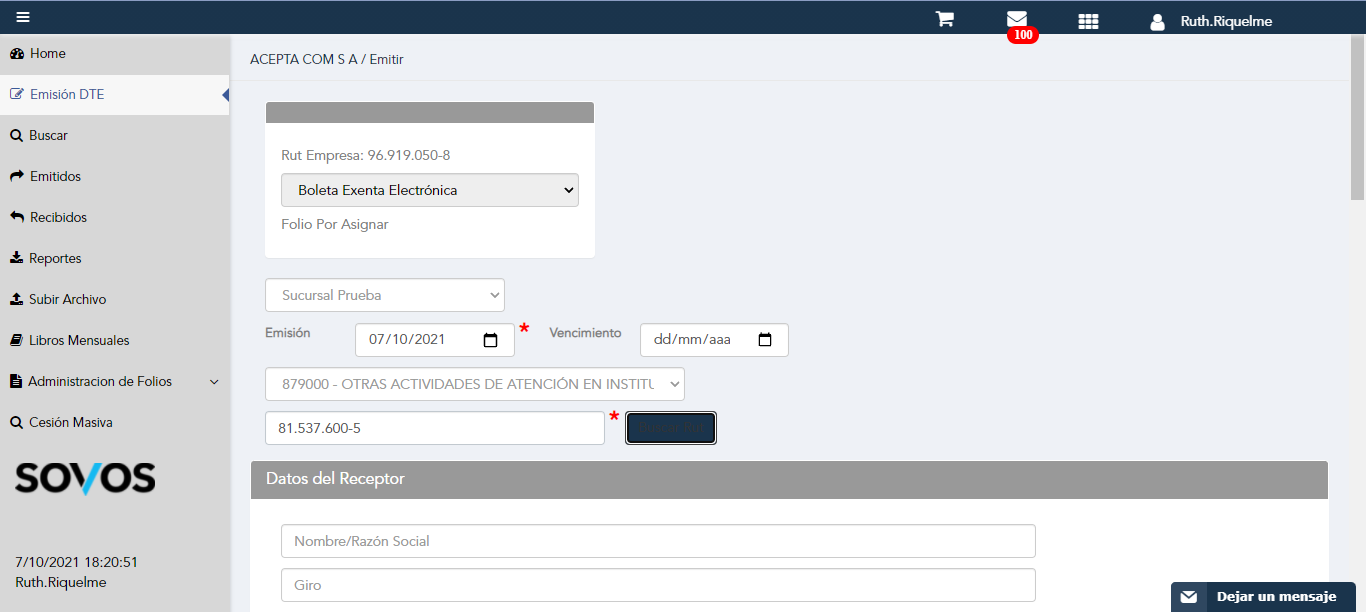 100
Ruth.Riquelme
Home
Emisión DTE
Buscar
Emitidos
Recibidos
Reportes
Subir Archivo
Libros Mensuales
Administracion de Folios
Cesión Masiva
SOVOS
7/10/2021 18:20:51
Ruth.Riquelme
ACEPTA COM S A / Emitir
Rut Empresa: 96.919.050-8
Boleta Exenta Electrónica
Folio Por Asignar
Sucursal Prueba
Emisión 07/10/2021 * Vencimiento dd/mm/aaa
879000 - OTRAS ACTIVIDADES DE ATENCIÓN EN INSTITU
81.537.600-5 *
Datos del Receptor
Nombre/Razón Social
Giro
Dejar un mensaje